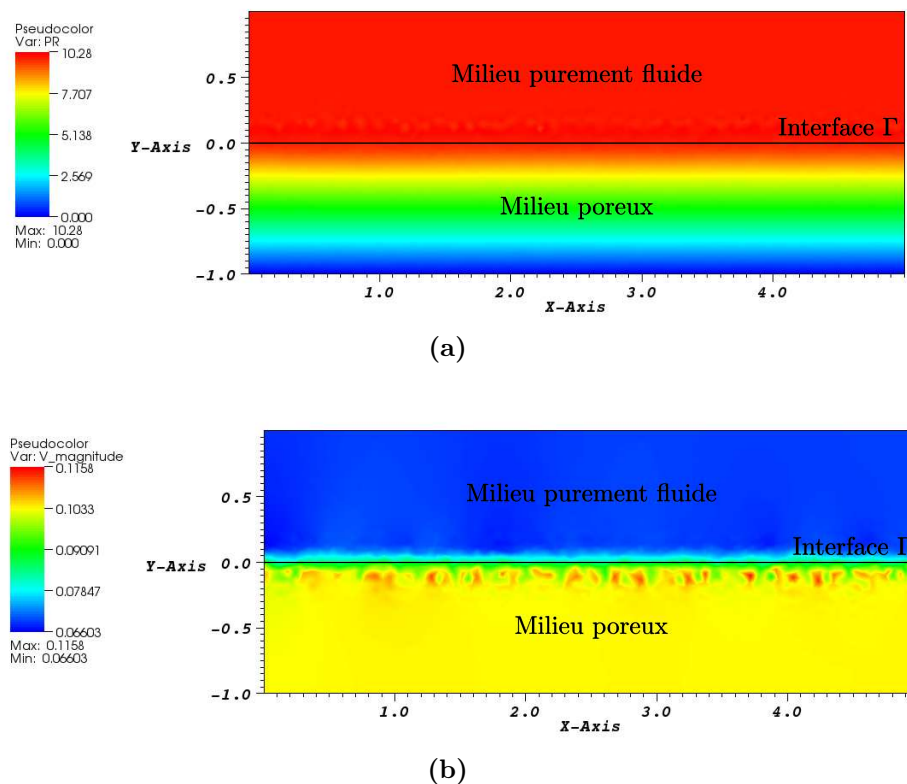 Pseudocolor
Var: PR
10.28
7.707
5.138
2.569
0.000
Max: 10.28
Min: 0.000
Y-Axis
0.5
0.0
-0.5
-1.0
Milieu purement fluide
Interface Γ
Milieu poreux
1.0 2.0 3.0 4.0
X-Axis
(a)
Pseudocolor
Var: V_magnitude
0.1158
0.1033
0.09091
0.07847
0.06603
Max: 0.1158
Min: 0.06603
Y-Axis
0.5
0.0
-0.5
-1.0
Milieu purement fluide
Interface Γ
Milieu poreux
1.0 2.0 3.0 4.0
X-Axis
(b)